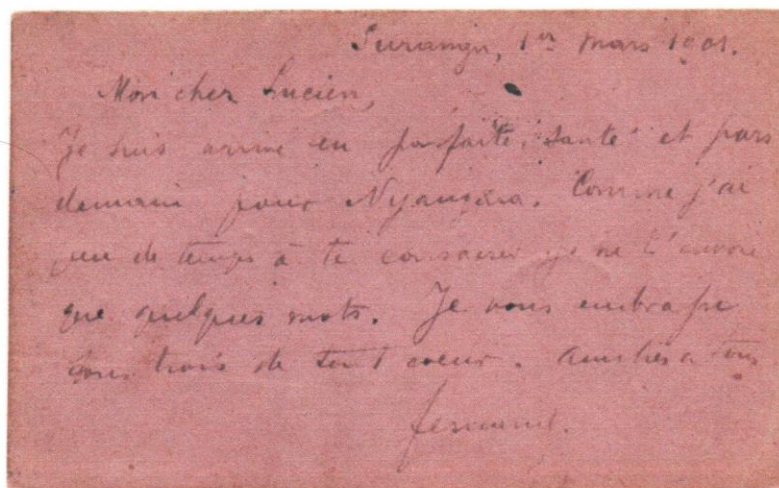 1er mars 1901.
Mon cher Lucien,
Je suis arrivé en parfaite santé et pars
demain pour Nyangara. Comme j'ai
peu de temps à te consacrer je ne t'envoie
que quelques mots. Je vous embrasse
tous trois de tout coeur. Amitiés à tous
fernand.